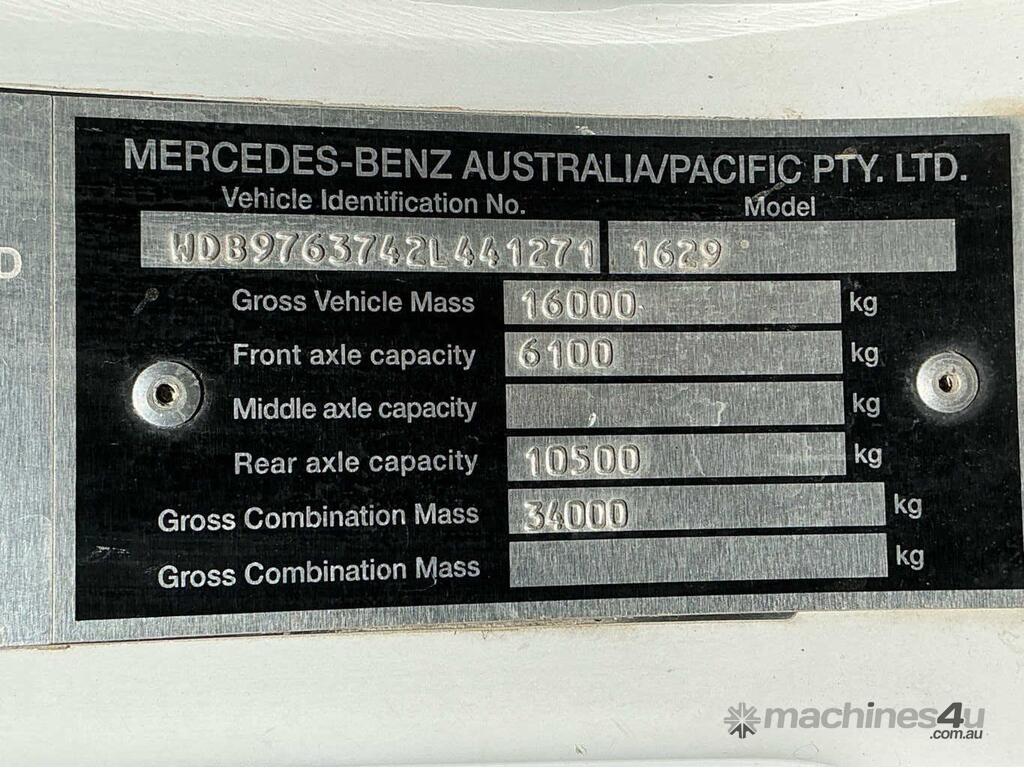 MERCEDES-BENZ AUSTRALIA/PACIFIC PTY. LTD.
Vehicle Identification No. Model
WDB9763742L441271 1629
Gross Vehicle Mass 16000 kg
Front axle capacity 6100 kg
Middle axle capacity kg
Rear axle capacity 10500 kg
Gross Combination Mass 34000 kg
Gross Combination Mass kg
D
machines4u
.com.au